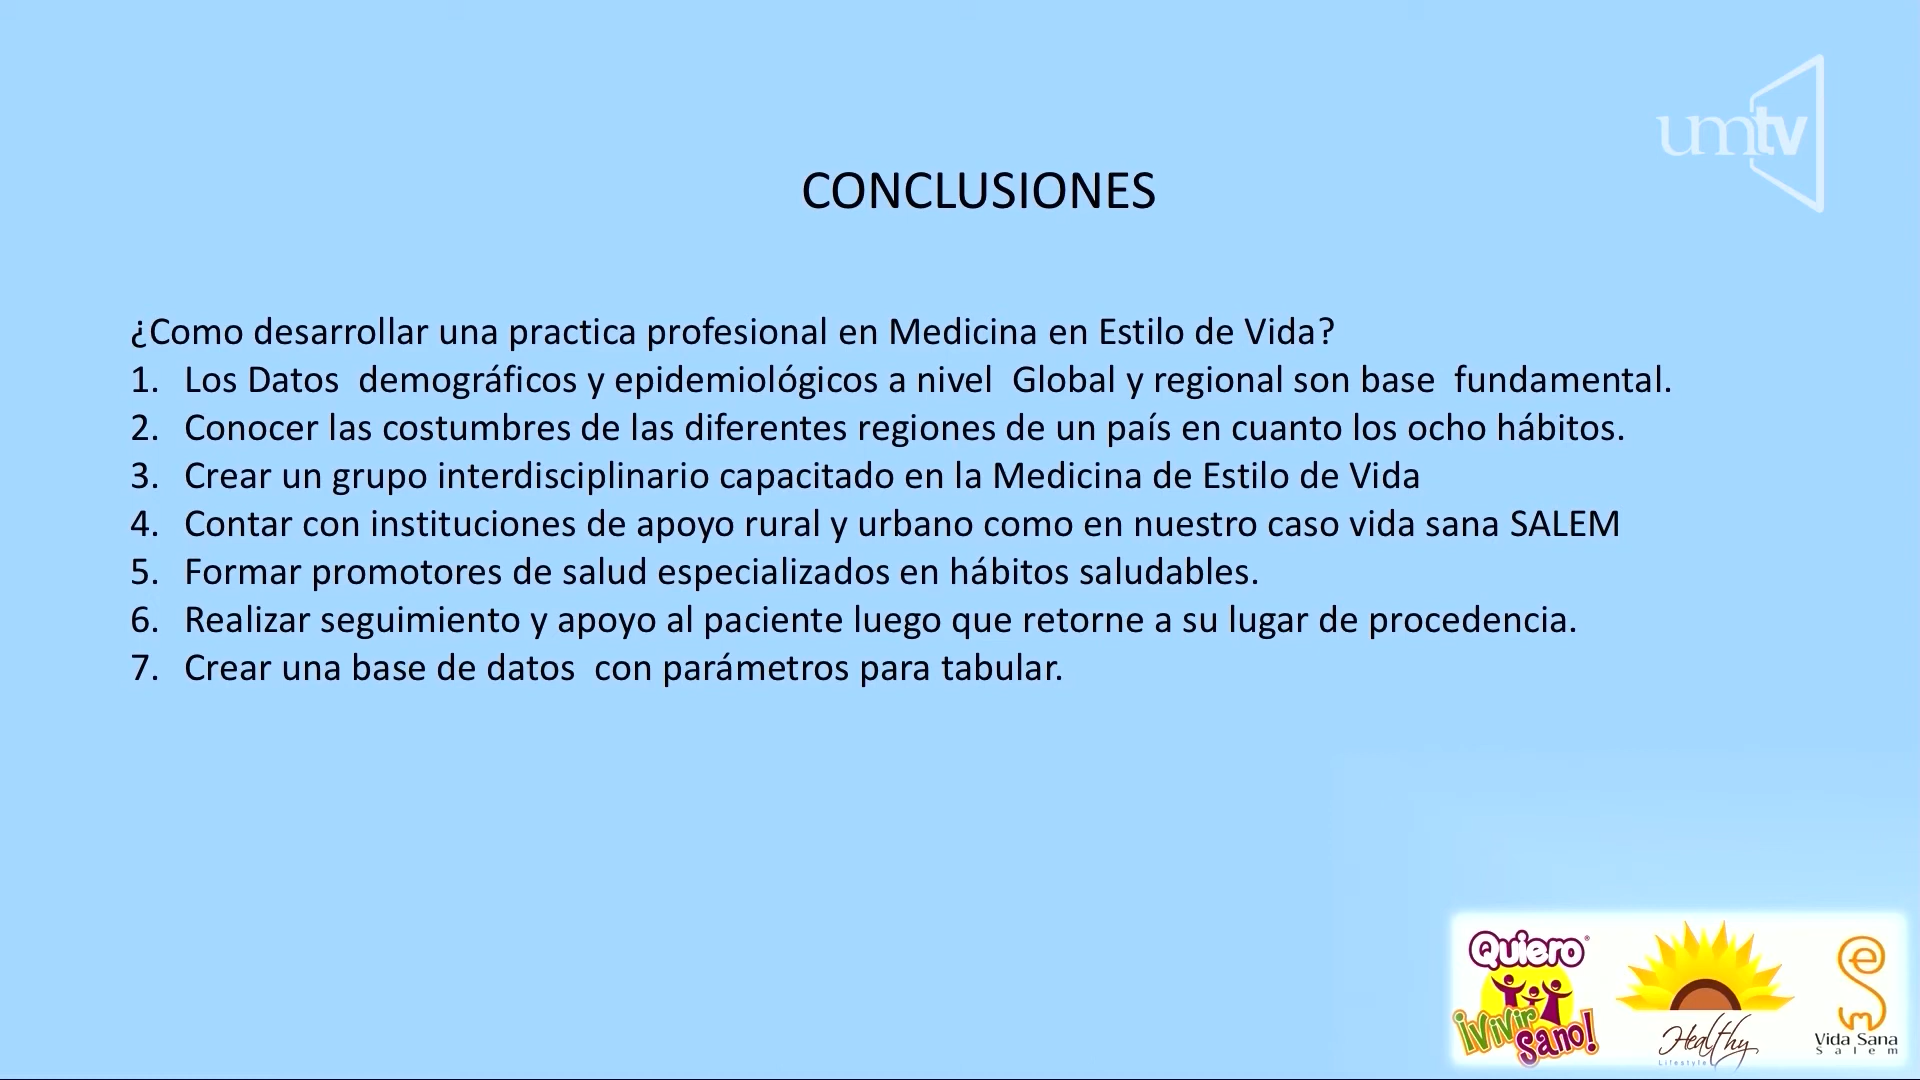 umtv
CONCLUSIONES
¿Como desarrollar una practica profesional en Medicina en Estilo de Vida?
1. Los Datos demográficos y epidemiológicos a nivel Global y regional son base fundamental.
2. Conocer las costumbres de las diferentes regiones de un país en cuanto los ocho hábitos.
3. Crear un grupo interdisciplinario capacitado en la Medicina de Estilo de Vida
4. Contar con instituciones de apoyo rural y urbano como en nuestro caso vida sana SALEM
5. Formar promotores de salud especializados en hábitos saludables.
6. Realizar seguimiento y apoyo al paciente luego que retorne a su lugar de procedencia.
7. Crear una base de datos con parámetros para tabular.
Quiero
¡Vivir
Sano!
Healthy
Lifestyle
Vida Sana
Salem